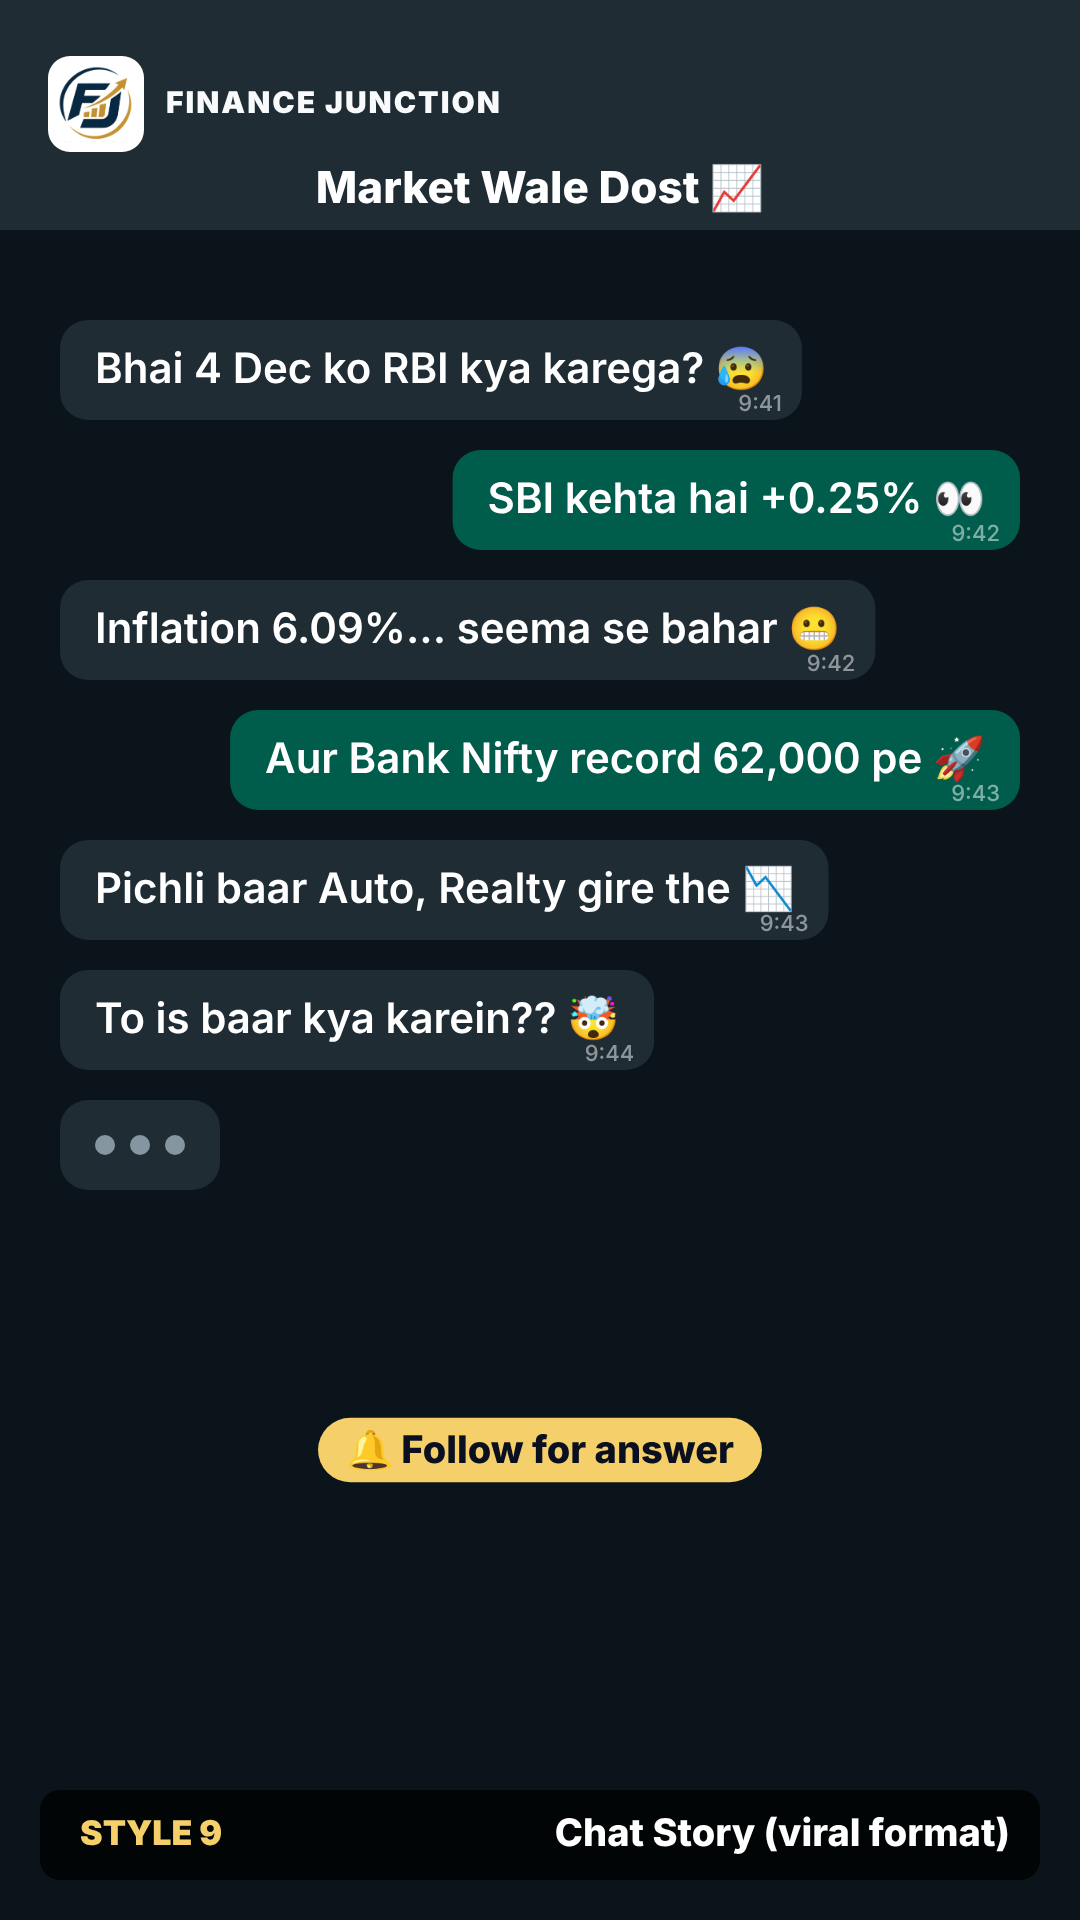 FJ
FINANCE JUNCTION
Market Wale Dost 📈
Bhai 4 Dec ko RBI kya karega? 😰
9:41
SBI kehta hai +0.25% 👀
9:42
Inflation 6.09%... seema se bahar 😬
9:42
Aur Bank Nifty record 62,000 pe 🚀
9:43
Pichli baar Auto, Realty gire the 📉
9:43
To is baar kya karein?? 🤯
9:44
🔔 Follow for answer
STYLE 9
Chat Story (viral format)